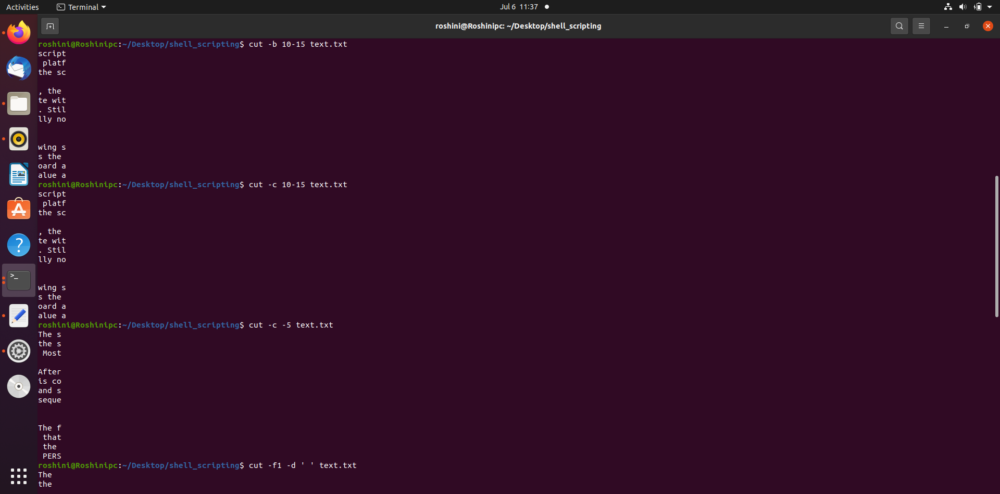 Activities Terminal Jul 6 11:37
roshini@Roshinipc: ~/Desktop/shell_scripting
roshini@Roshinipc:~/Desktop/shell_scripting$ cut -b 10-15 text.txt
script
 platf
the sc

, the
te wit
. Stil
lly no


wing s
s the
oard a
alue a
roshini@Roshinipc:~/Desktop/shell_scripting$ cut -c 10-15 text.txt
script
 platf
the sc

, the
te wit
. Stil
lly no


wing s
s the
oard a
alue a
roshini@Roshinipc:~/Desktop/shell_scripting$ cut -c -5 text.txt
The s
the s
 Most

After
is co
and s
seque


The f
 that
 the
 PERS
roshini@Roshinipc:~/Desktop/shell_scripting$ cut -f1 -d ' ' text.txt
The
the